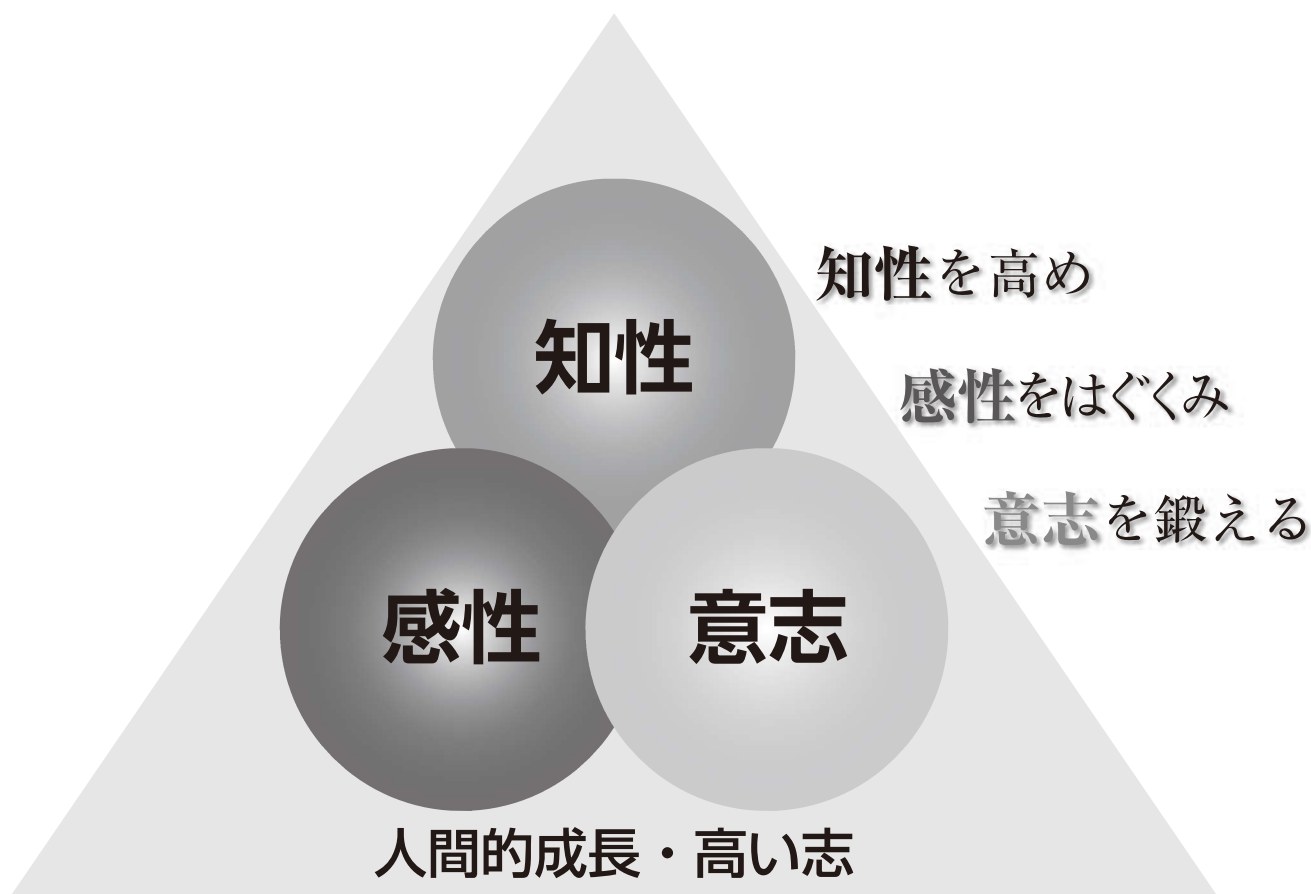 知性
知性を高め
感性をはぐくみ
意志を鍛える
感性
意志
人間的成長・高い志